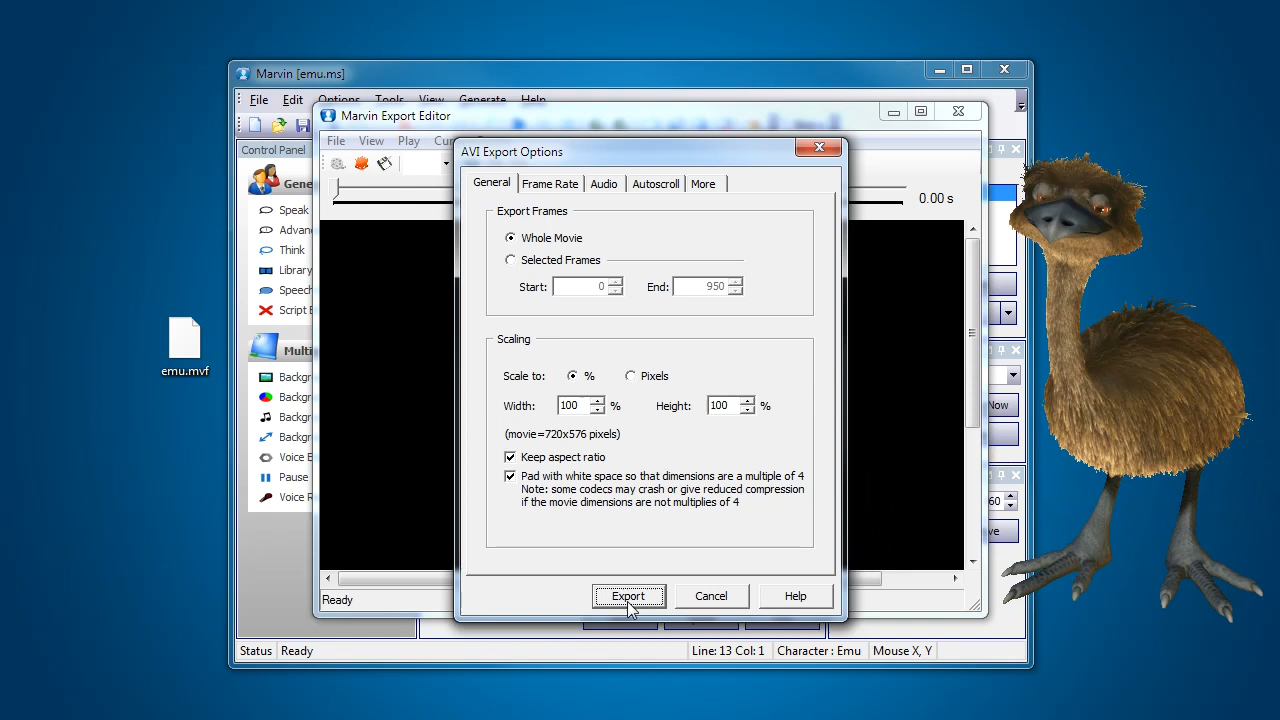 Marvin [emu.ms]
File Edit Options Tools View Generate Help
Marvin Export Editor
File View Play
AVI Export Options
Control Panel
General Frame Rate Audio Autoscroll More
0.00 s
Export Frames
Whole Movie
Selected Frames
Start: 0 End: 950
Speak
Think
Library
Script
Scaling
Scale to: % Pixels
Width: 100 % Height: 100 %
(movie=720x576 pixels)
Keep aspect ratio
Pad with white space so that dimensions are a multiple of 4
Note: some codecs may crash or give reduced compression
if the movie dimensions are not multiples of 4
emu.mvf
Pause
Voice
Now
60
Export Cancel Help
Ready
Status Ready Line: 13 Col: 1 Character : Emu Mouse X, Y